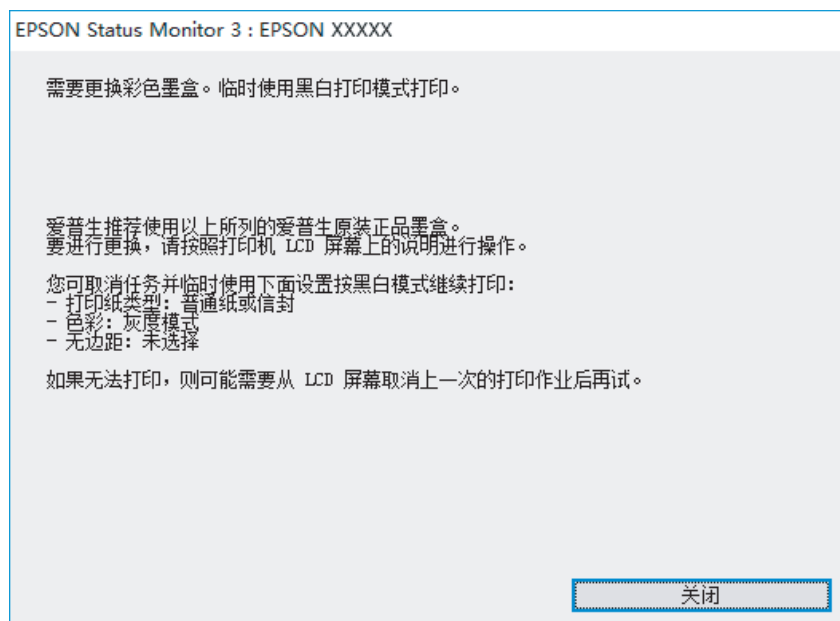 EPSON Status Monitor 3 : EPSON XXXXX
需要更换彩色墨盒。临时使用黑白打印模式打印。
爱普生推荐使用以上所列的爱普生原装正品墨盒。
要进行更换，请按照打印机 LCD 屏幕上的说明进行操作。
您可取消任务并临时使用下面设置按黑白模式继续打印：
- 打印纸类型：普通纸或信封
- 色彩：灰度模式
- 无边距：未选择
如果无法打印，则可能需要从 LCD 屏幕取消上一次的打印作业后再试。
关闭